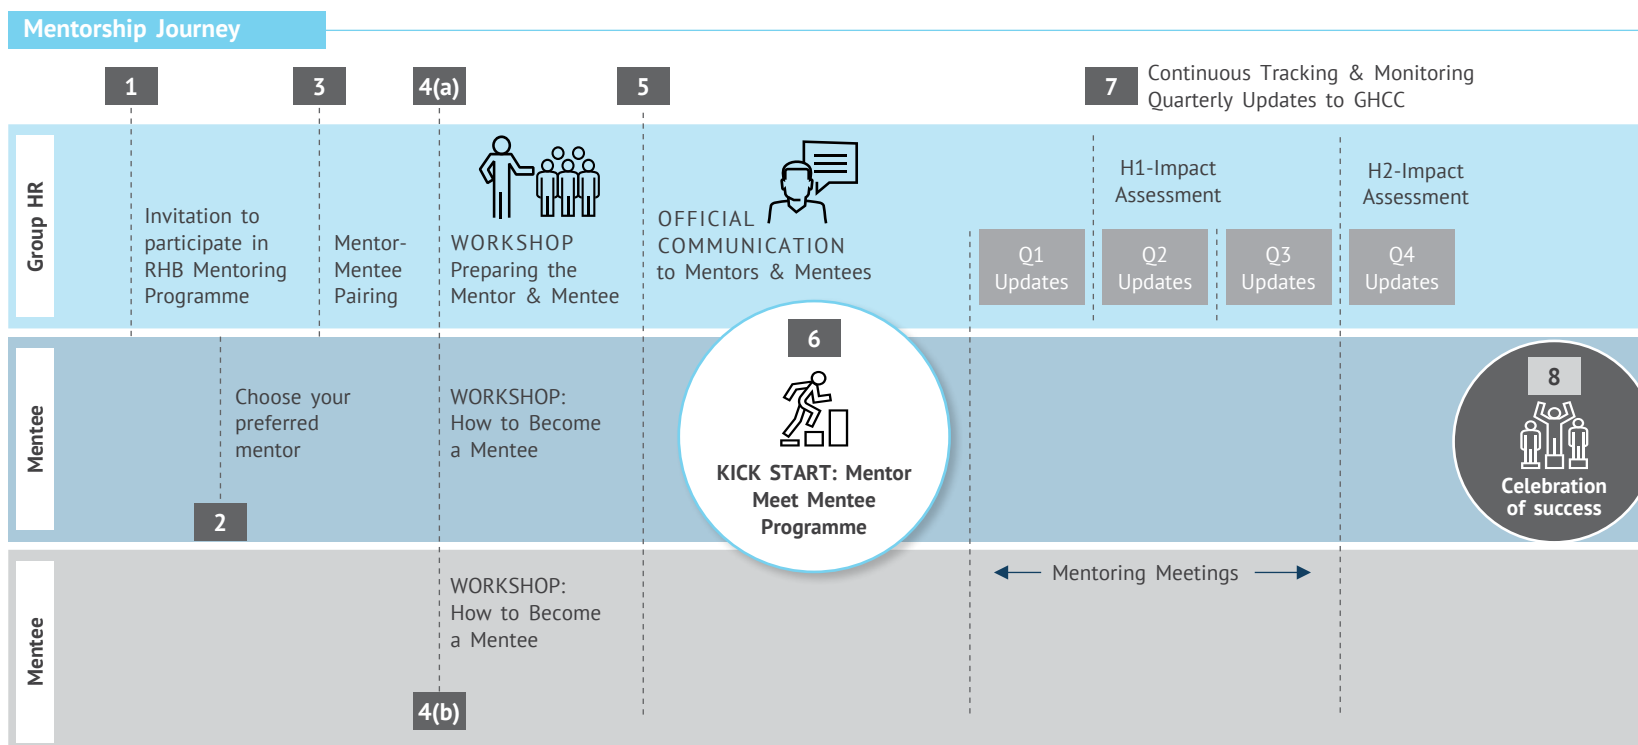 Mentorship Journey
1
3
4(a)
5
7
Continuous Tracking & Monitoring
Quarterly Updates to GHCC
Group HR
Invitation to
participate in
RHB Mentoring
Programme
Mentor-
Mentee
Pairing
WORKSHOP
Preparing the
Mentor & Mentee
OFFICIAL
COMMUNICATION
to Mentors & Mentees
H1-Impact
Assessment
H2-Impact
Assessment
Q1
Updates
Q2
Updates
Q3
Updates
Q4
Updates
Mentee
Choose your
preferred
mentor
2
WORKSHOP:
How to Become
a Mentee
6
KICK START: Mentor
Meet Mentee
Programme
8
Celebration
of success
Mentee
WORKSHOP:
How to Become
a Mentee
4(b)
Mentoring Meetings